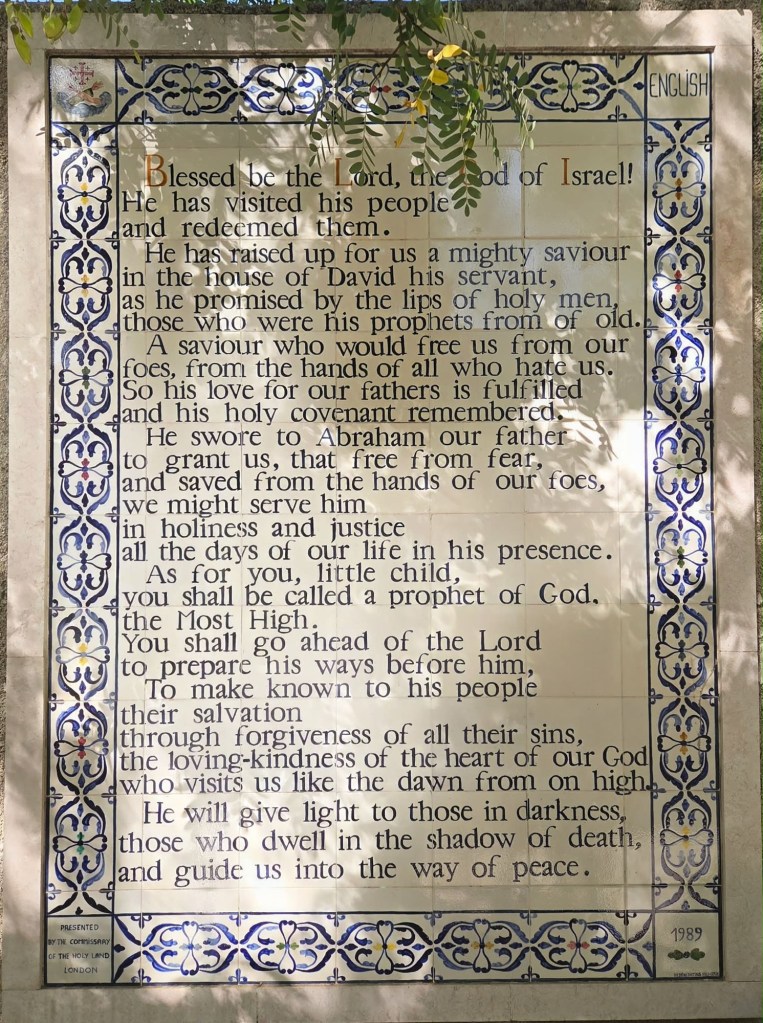 ENGLISH
Blessed be the Lord, the God of Israel!
He has visited his people
and redeemed them.
He has raised up for us a mighty saviour
in the house of David his servant,
as he promised by the lips of holy men,
those who were his prophets from of old.
A saviour who would free us from our
foes, from the hands of all who hate us.
So his love for our fathers is fulfilled
and his holy covenant remembered.
He swore to Abraham our father
to grant us, that free from fear,
and saved from the hands of our foes,
we might serve him
in holiness and justice
all the days of our life in his presence.
As for you, little child,
you shall be called a prophet of God,
the Most High.
You shall go ahead of the Lord
to prepare his ways before him,
To make known to his people
their salvation
through forgiveness of all their sins,
the loving-kindness of the heart of our God
who visits us like the dawn from on high.
He will give light to those in darkness,
those who dwell in the shadow of death,
and guide us into the way of peace.
PRESENTED
BY THE COMMISSARY
OF THE HOLY LAND
LONDON
1989